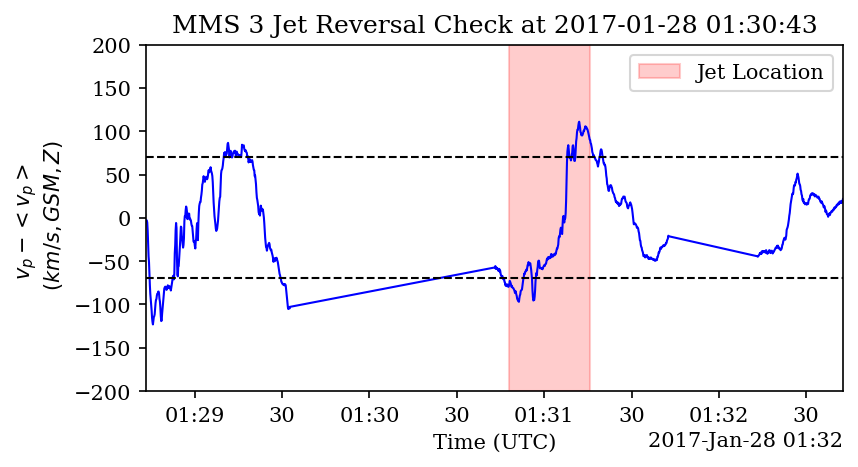 MMS 3 Jet Reversal Check at 2017-01-28 01:30:43
200
150
100
50
0
−50
−100
−150
−200
v_p − < v_p >
(km/s, GSM, Z)
Jet Location
01:29 30 01:30 30 01:31 30 01:32 30
Time (UTC)
2017-Jan-28 01:32